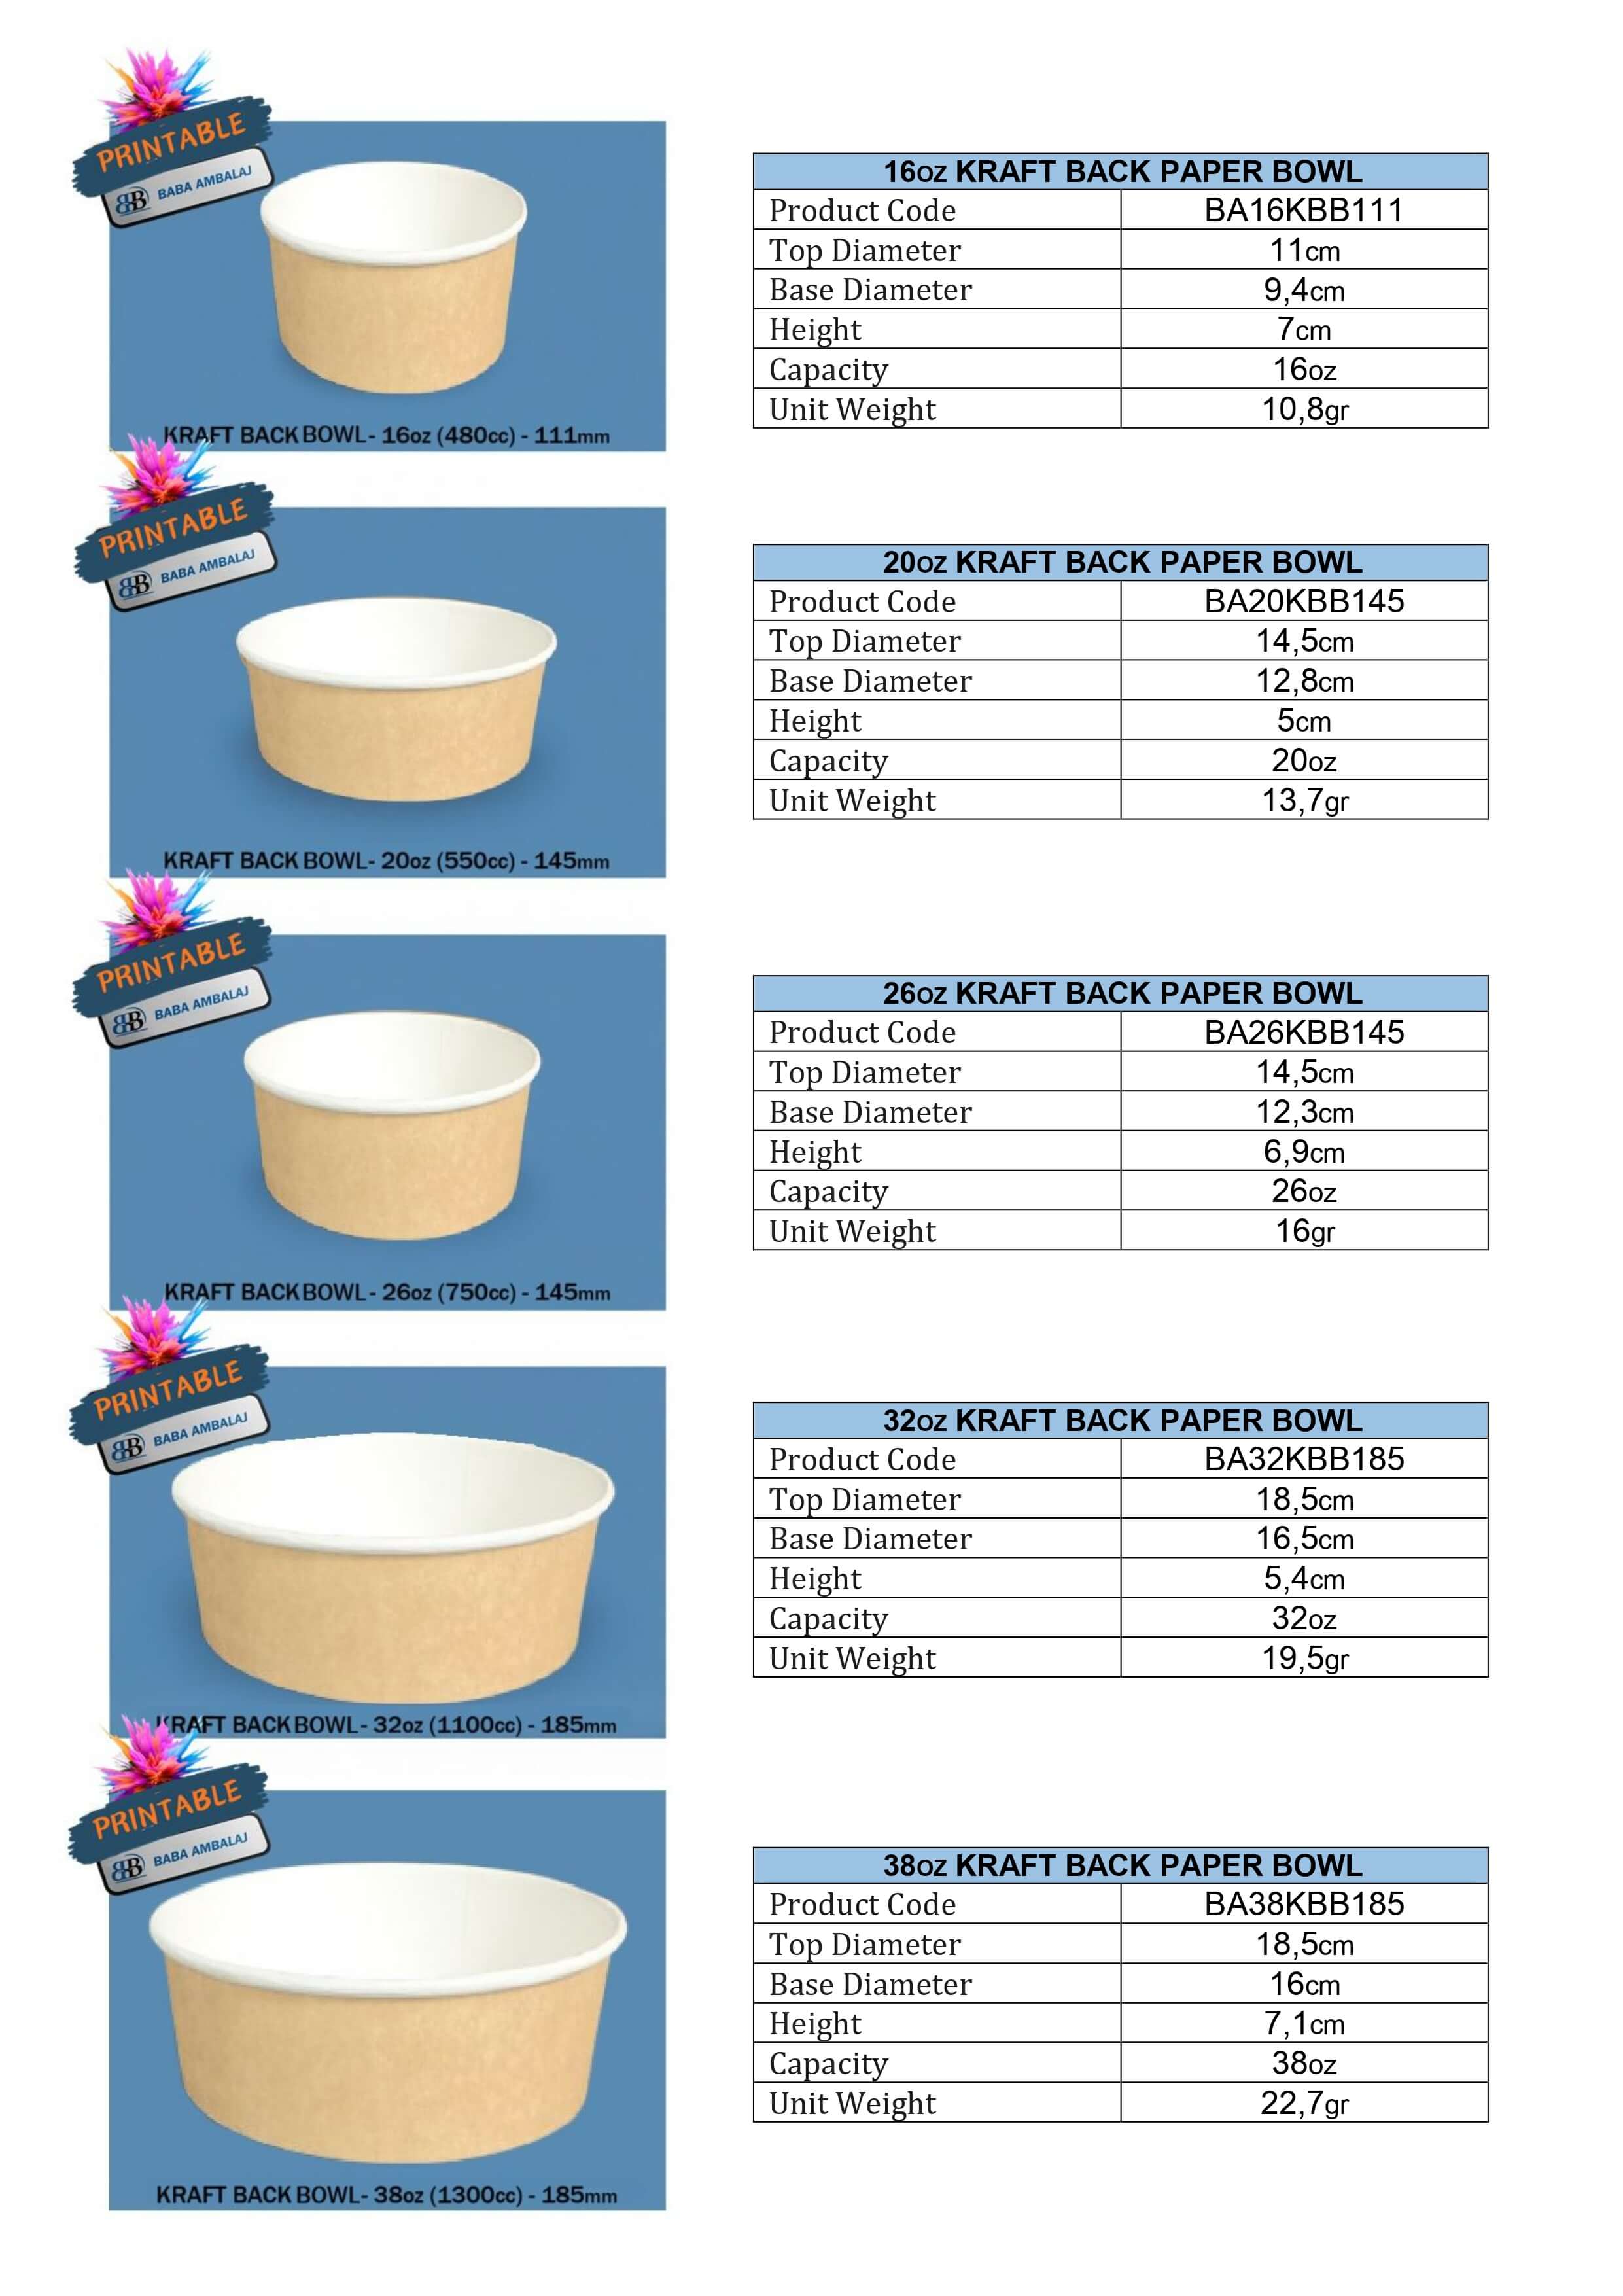 PRINTABLE
BB BABA AMBALAJ
KRAFT BACK BOWL - 16oz (480cc) - 111mm
16oz KRAFT BACK PAPER BOWL
Product Code BA16KBB111
Top Diameter 11cm
Base Diameter 9,4cm
Height 7cm
Capacity 16oz
Unit Weight 10,8gr
PRINTABLE
BB BABA AMBALAJ
KRAFT BACK BOWL - 20oz (550cc) - 145mm
20oz KRAFT BACK PAPER BOWL
Product Code BA20KBB145
Top Diameter 14,5cm
Base Diameter 12,8cm
Height 5cm
Capacity 20oz
Unit Weight 13,7gr
PRINTABLE
BB BABA AMBALAJ
KRAFT BACK BOWL - 26oz (750cc) - 145mm
26oz KRAFT BACK PAPER BOWL
Product Code BA26KBB145
Top Diameter 14,5cm
Base Diameter 12,3cm
Height 6,9cm
Capacity 26oz
Unit Weight 16gr
PRINTABLE
BB BABA AMBALAJ
KRAFT BACK BOWL - 32oz (1100cc) - 185mm
32oz KRAFT BACK PAPER BOWL
Product Code BA32KBB185
Top Diameter 18,5cm
Base Diameter 16,5cm
Height 5,4cm
Capacity 32oz
Unit Weight 19,5gr
PRINTABLE
BB BABA AMBALAJ
KRAFT BACK BOWL - 38oz (1300cc) - 185mm
38oz KRAFT BACK PAPER BOWL
Product Code BA38KBB185
Top Diameter 18,5cm
Base Diameter 16cm
Height 7,1cm
Capacity 38oz
Unit Weight 22,7gr